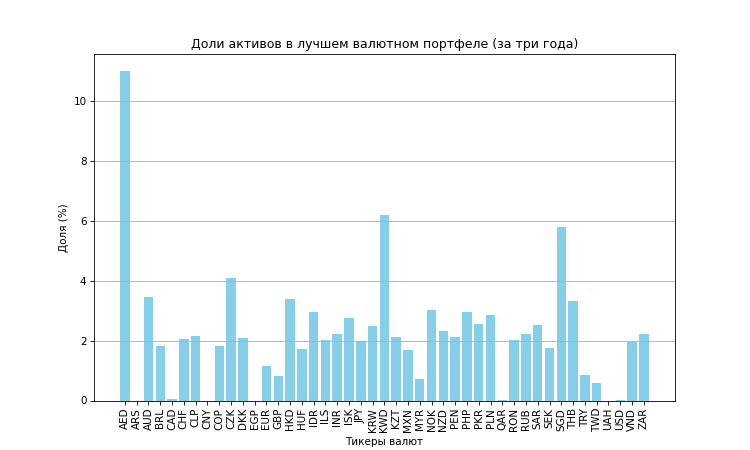 Доли активов в лучшем валютном портфеле (за три года)
Доля (%)
10
8
6
4
2
0
AED ARS AUD BRL CAD CHF CLP CNY COP CZK DKK EGP EUR GBP HKD HUF IDR ILS INR ISK JPY KRW KWD KZT MXN MYR NOK NZD PEN PHP PKR PLN QAR RON RUB SAR SEK SGD THB TRY TWD UAH USD VND ZAR
Тикеры валют